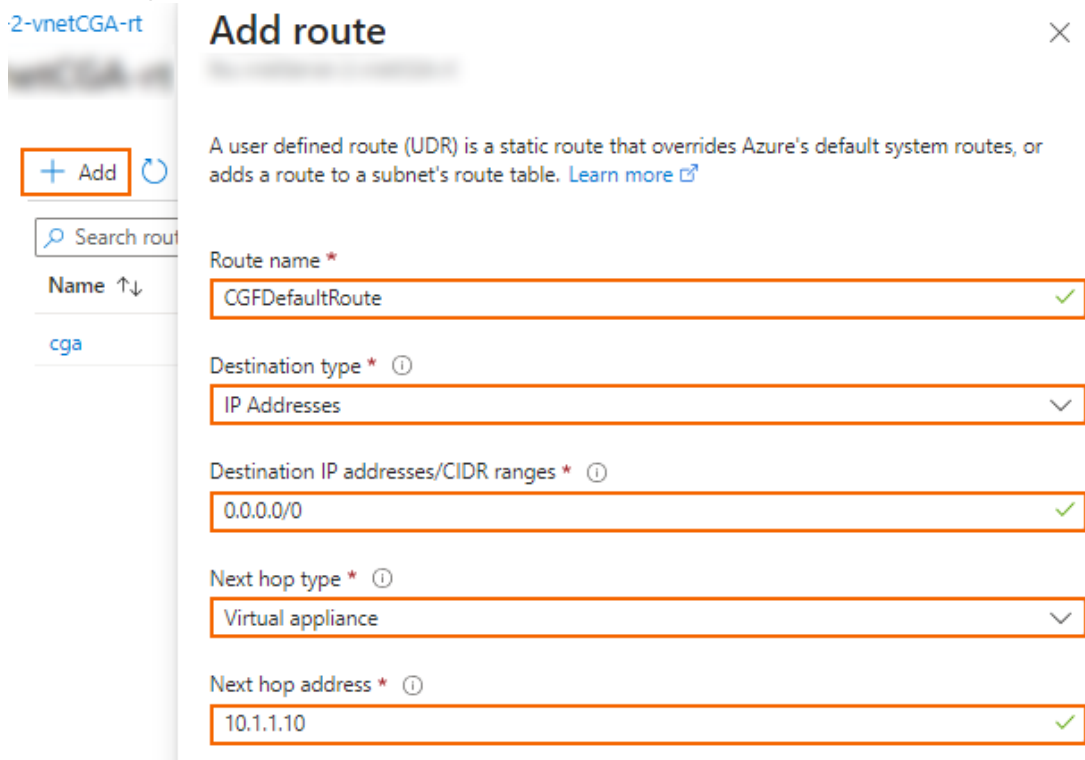 -2-vnetCGA-rt
Add route
A user defined route (UDR) is a static route that overrides Azure's default system routes, or
adds a route to a subnet's route table. Learn more
+ Add
Search rout
Name ↑↓
cga
Route name *
CGFDefaultRoute
Destination type *
IP Addresses
Destination IP addresses/CIDR ranges *
0.0.0.0/0
Next hop type *
Virtual appliance
Next hop address *
10.1.1.10